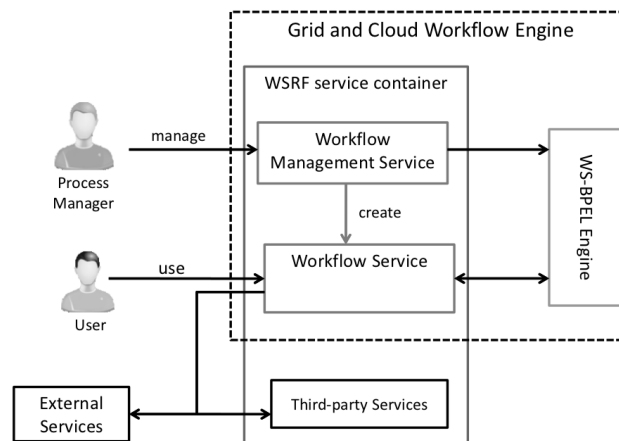 Grid and Cloud Workflow Engine
WSRF service container
manage
Workflow
Management Service
Process
Manager
WS-BPEL Engine
create
use
Workflow Service
User
External
Services
Third-party Services